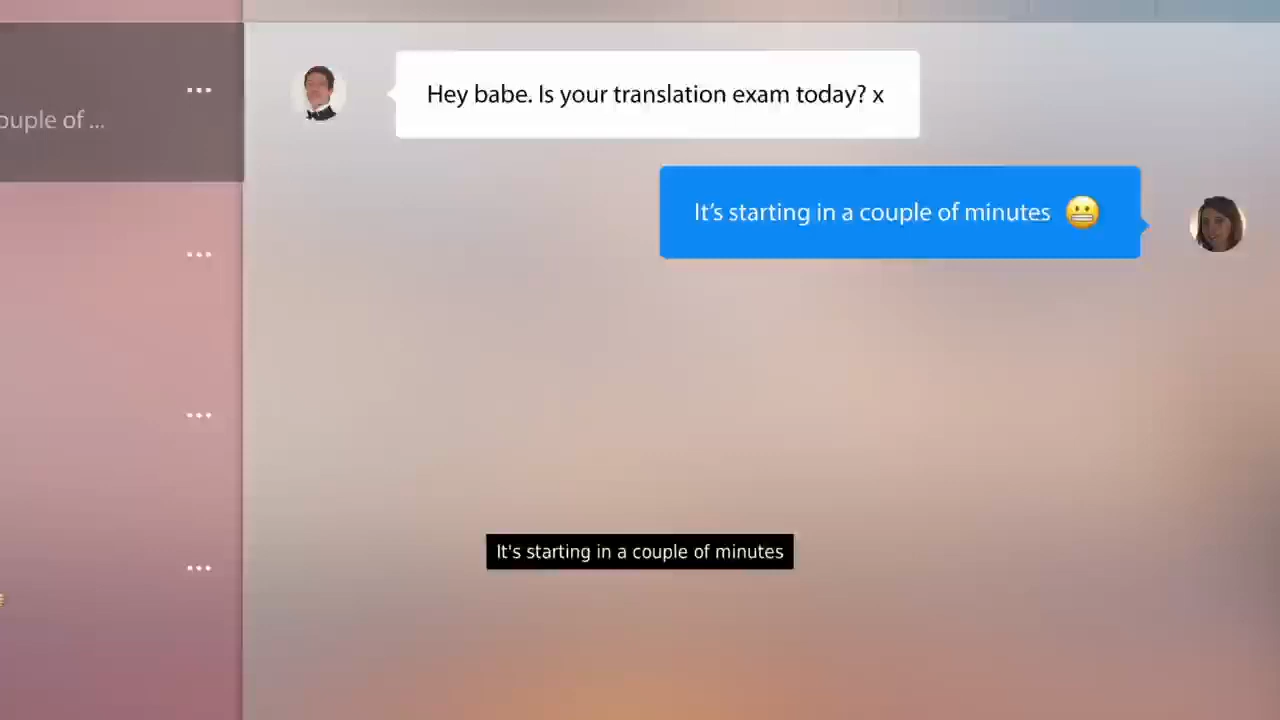 Hey babe. Is your translation exam today? x
It’s starting in a couple of minutes 😬
ouple of ...
It's starting in a couple of minutes